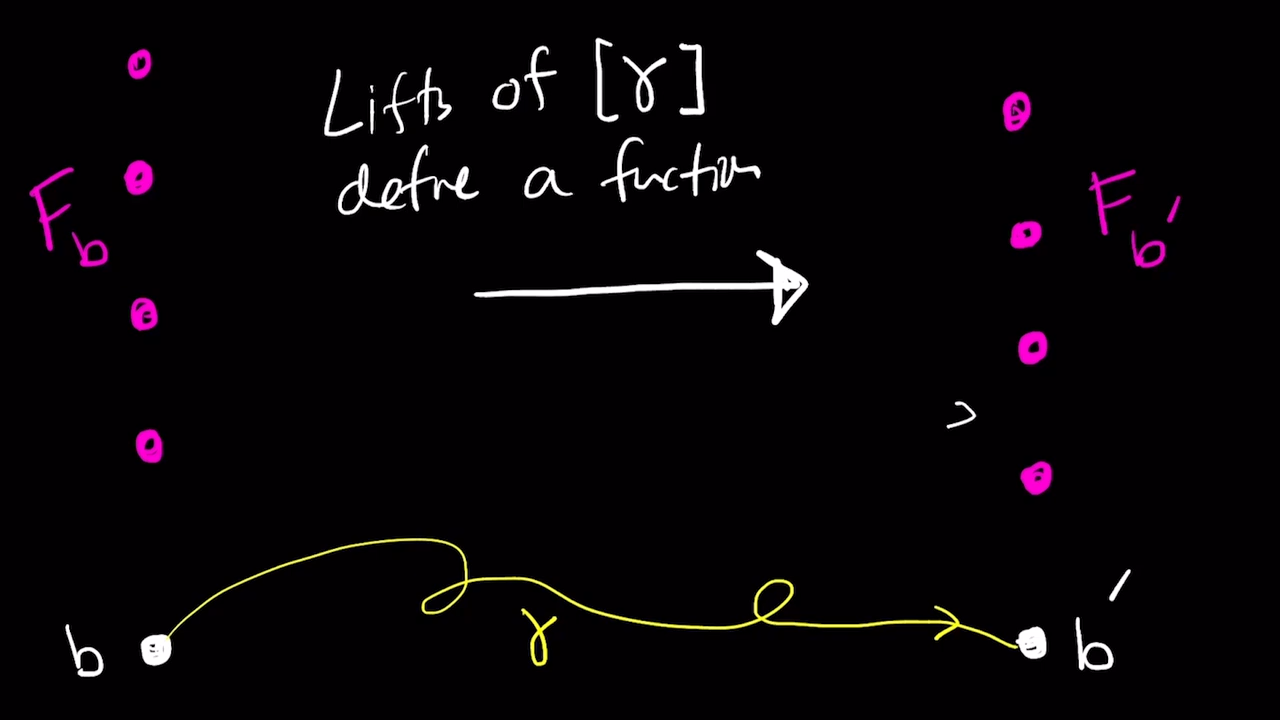 Lifts of [γ]
define a function
F_b
F_b'
γ
b
b'